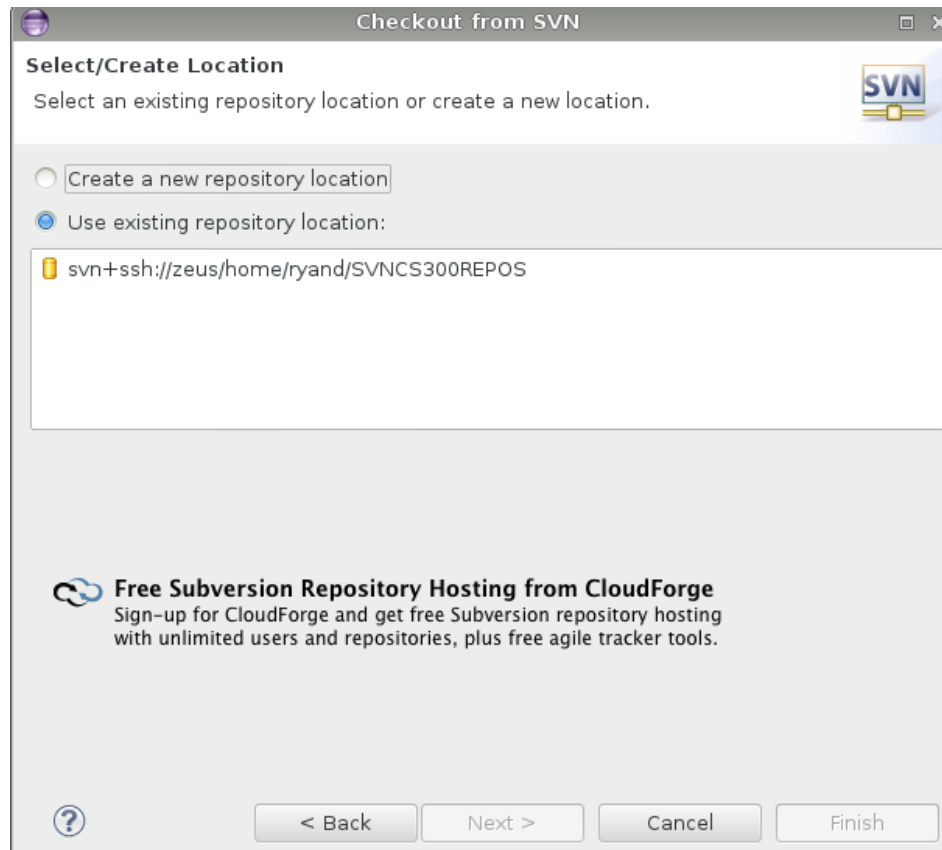 Checkout from SVN
Select/Create Location
Select an existing repository location or create a new location.
SVN
Create a new repository location
Use existing repository location:
svn+ssh://zeus/home/ryand/SVNCS300REPOS
Free Subversion Repository Hosting from CloudForge
Sign-up for CloudForge and get free Subversion repository hosting
with unlimited users and repositories, plus free agile tracker tools.
? < Back Next > Cancel Finish